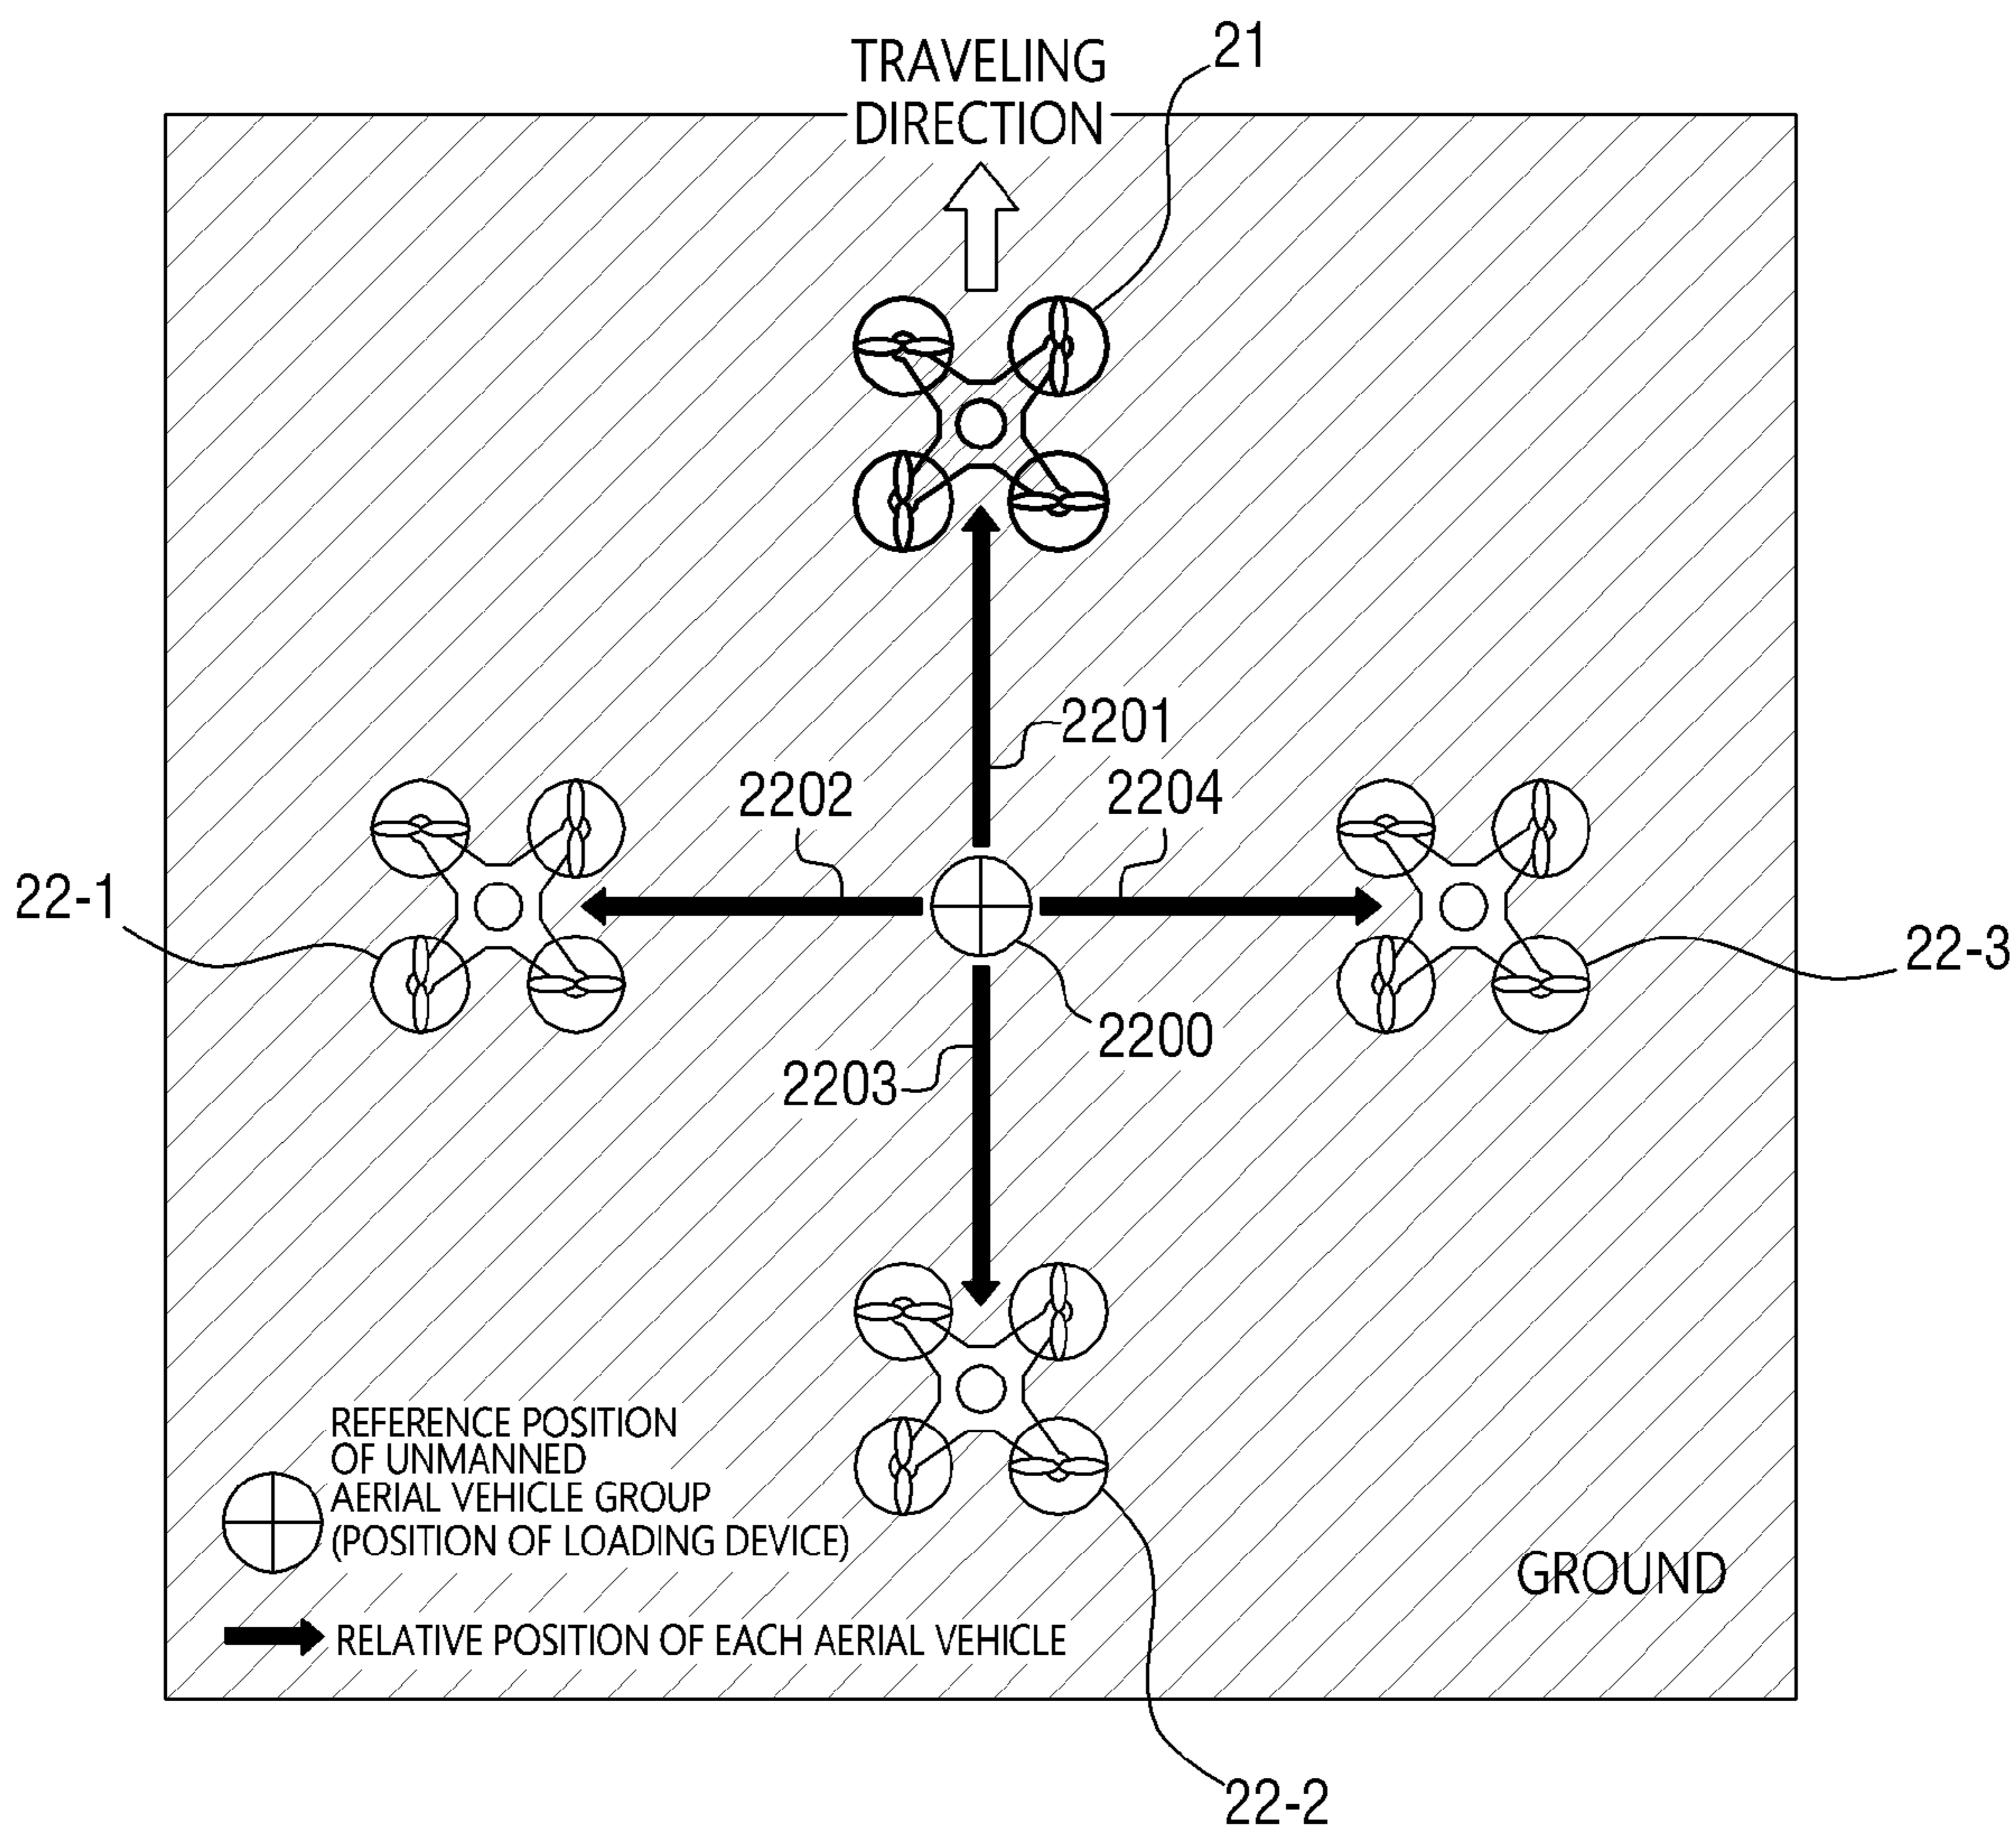 21
TRAVELING
DIRECTION
2201
2202
2204
22-1
22-3
2200
2203
REFERENCE POSITION
OF UNMANNED
AERIAL VEHICLE GROUP
(POSITION OF LOADING DEVICE)
GROUND
RELATIVE POSITION OF EACH AERIAL VEHICLE
22-2